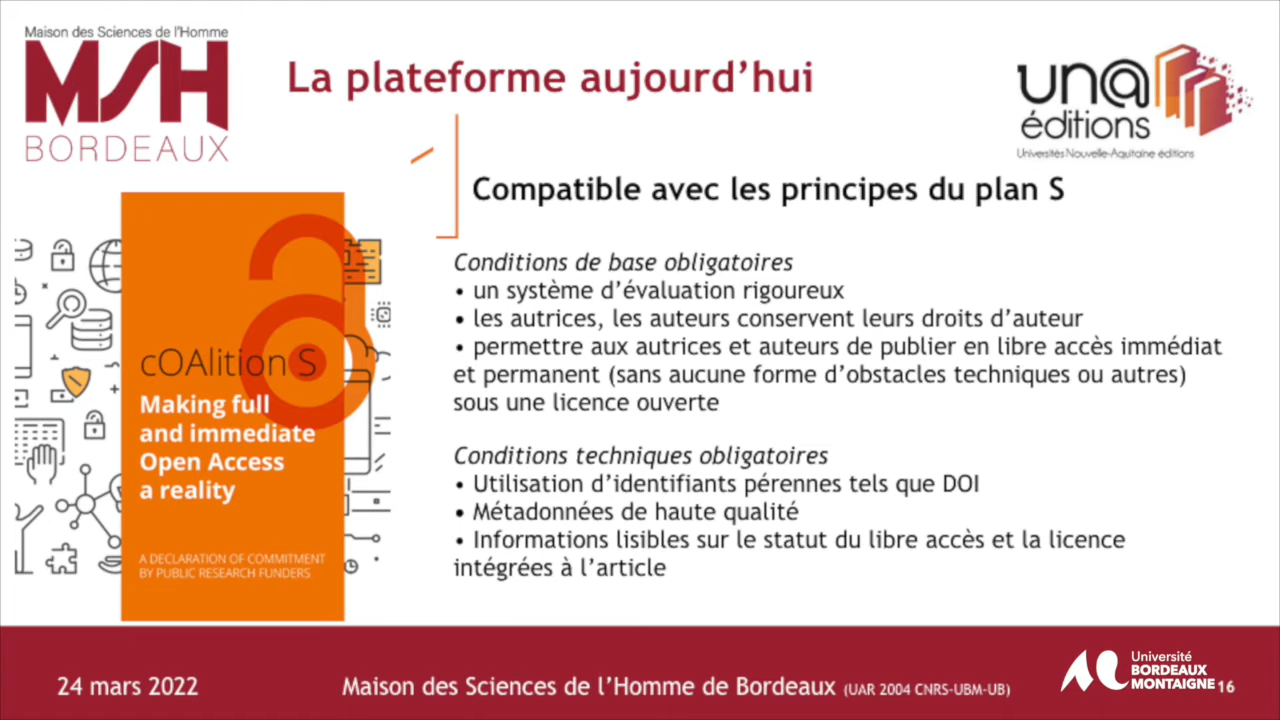 Maison des Sciences de l'Homme
MSH
BORDEAUX
La plateforme aujourd'hui
un@
éditions
Universités Nouvelle-Aquitaine éditions
Compatible avec les principes du plan S
cOAlition S
Making full
and immediate
Open Access
a reality
A DECLARATION OF COMMITMENT
BY PUBLIC RESEARCH FUNDERS
Conditions de base obligatoires
• un système d'évaluation rigoureux
• les autrices, les auteurs conservent leurs droits d'auteur
• permettre aux autrices et auteurs de publier en libre accès immédiat
et permanent (sans aucune forme d'obstacles techniques ou autres)
sous une licence ouverte
Conditions techniques obligatoires
• Utilisation d'identifiants pérennes tels que DOI
• Métadonnées de haute qualité
• Informations lisibles sur le statut du libre accès et la licence
intégrées à l'article
24 mars 2022
Maison des Sciences de l'Homme de Bordeaux (UAR 2004 CNRS-UBM-UB)
Université
BORDEAUX
MONTAIGNE
16